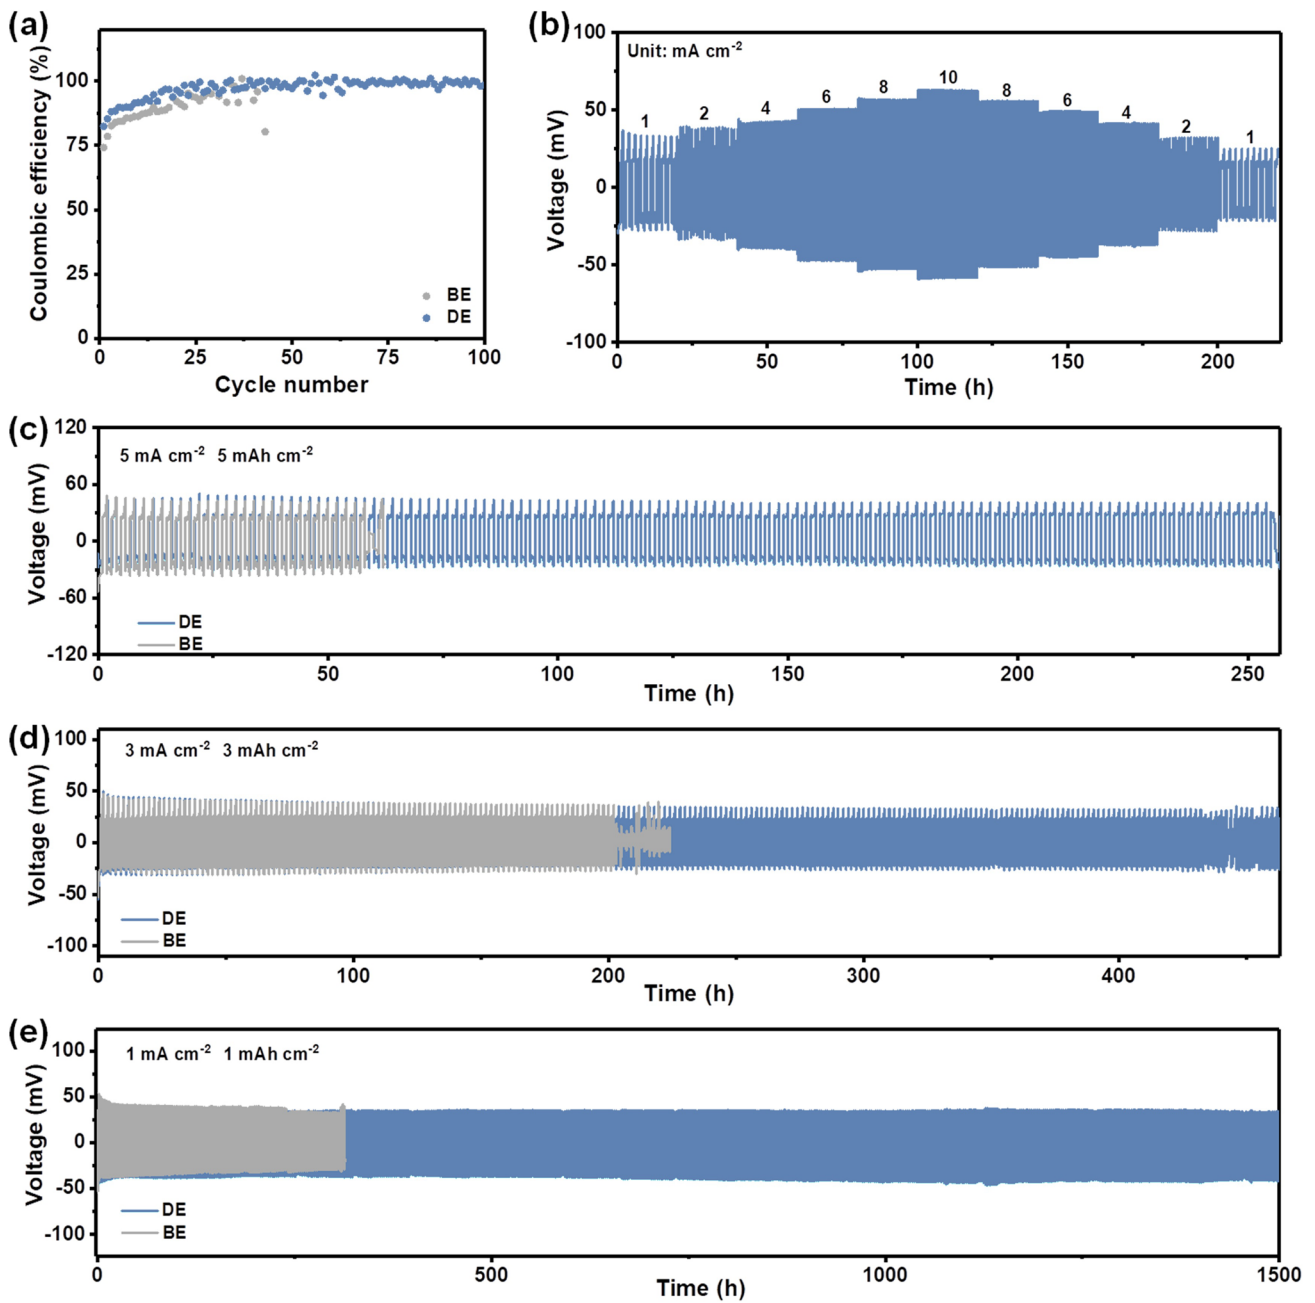 (a)
Coulombic efficiency (%)
100
75
50
25
0
BE
DE
0 25 50 75 100
Cycle number
(b)
Voltage (mV)
100
50
0
-50
-100
Unit: mA cm-2
1 2 4 6 8 10 8 6 4 2 1
0 50 100 150 200
Time (h)
(c)
Voltage (mV)
120
60
0
-60
-120
5 mA cm-2 5 mAh cm-2
DE
BE
0 50 100 150 200 250
Time (h)
(d)
Voltage (mV)
100
50
0
-50
-100
3 mA cm-2 3 mAh cm-2
DE
BE
0 100 200 300 400
Time (h)
(e)
Voltage (mV)
100
50
0
-50
-100
1 mA cm-2 1 mAh cm-2
DE
BE
0 500 1000 1500
Time (h)